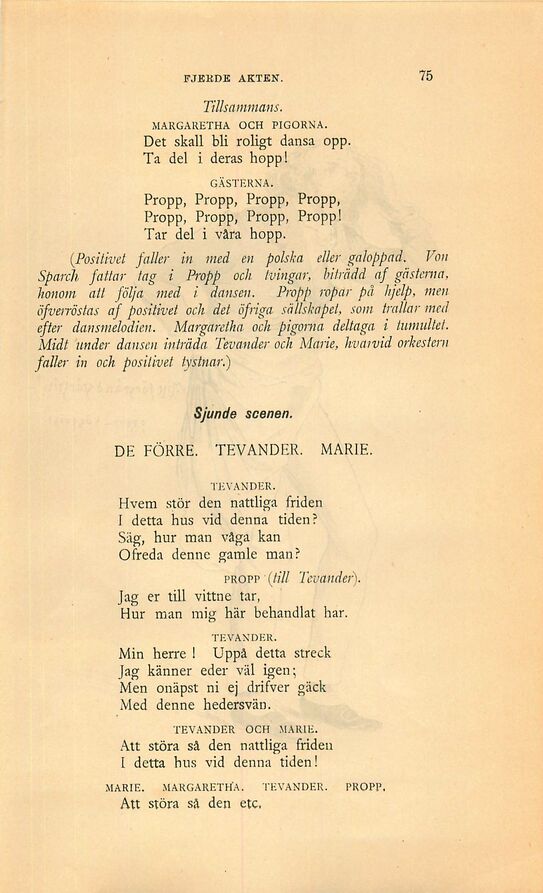 FJERDE AKTEN. 75
Tillsammans.
MARGARETHA OCH PIGORNA.
Det skall bli roligt dansa opp.
Ta del i deras hopp!
GÄSTERNA.
Propp, Propp, Propp, Propp,
Propp, Propp, Propp, Propp!
Tar del i våra hopp.
(Positivet faller in med en polska eller galoppad. Von
Sparch fattar tag i Propp och tvingar, biträdd af gästerna,
honom att följa med i dansen. Propp ropar på hjelp, men
öfverröstas af positivet och det öfriga sällskapet, som trallar med
efter dansmelodien. Margaretha och pigorna deltaga i tumultet.
Midt under dansen inträda Tevander och Marie, hvarvid orkestern
faller in och positivet tystnar.)
Sjunde scenen.
DE FÖRRE. TEVANDER. MARIE.
TEVANDER.
Hvem stör den nattliga friden
I detta hus vid denna tiden?
Säg, hur man våga kan
Ofreda denne gamle man?
PROPP (till Tevander).
Jag er till vittne tar,
Hur man mig här behandlat har.
TEVANDER.
Min herre! Uppå detta streck
Jag känner eder väl igen;
Men onäpst ni ej drifver gäck
Med denne hedersvän.
TEVANDER OCH MARIE.
Att störa så den nattliga friden
I detta hus vid denna tiden!
MARIE. MARGARETHA. TEVANDER. PROPP.
Att störa så den etc.